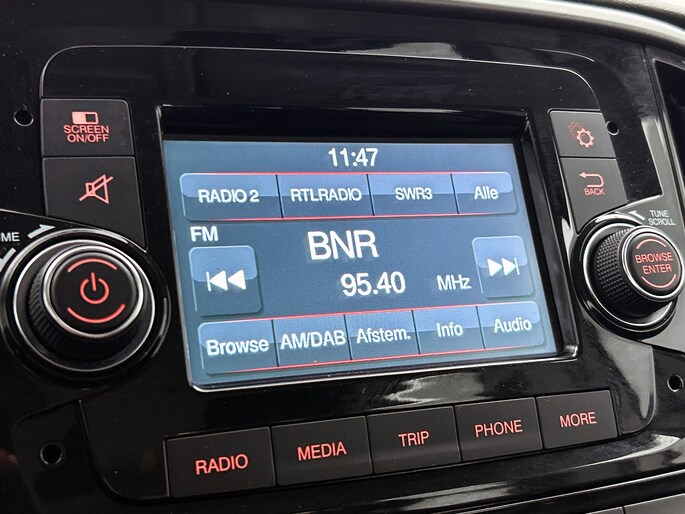 11:47
SCREEN
ON/OFF
RADIO 2 RTLRADIO SWR3 Alle
BACK
FM
BNR
95.40 MHz
UME
TUNE
SCROLL
BROWSE
ENTER
Browse AM/DAB Afstem. Info Audio
RADIO MEDIA TRIP PHONE MORE